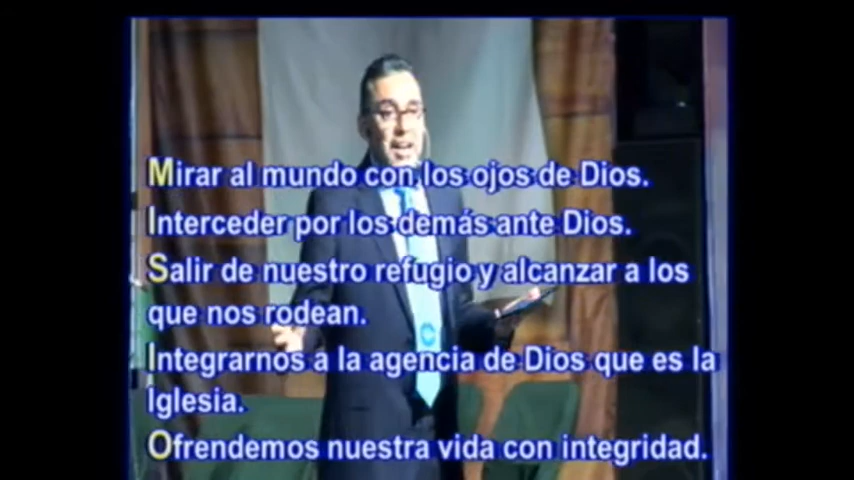 Mirar al mundo con los ojos de Dios.
Interceder por los demás ante Dios.
Salir de nuestro refugio y alcanzar a los
que nos rodean.
Integrarnos a la agencia de Dios que es la
Iglesia.
Ofrendemos nuestra vida con integridad.